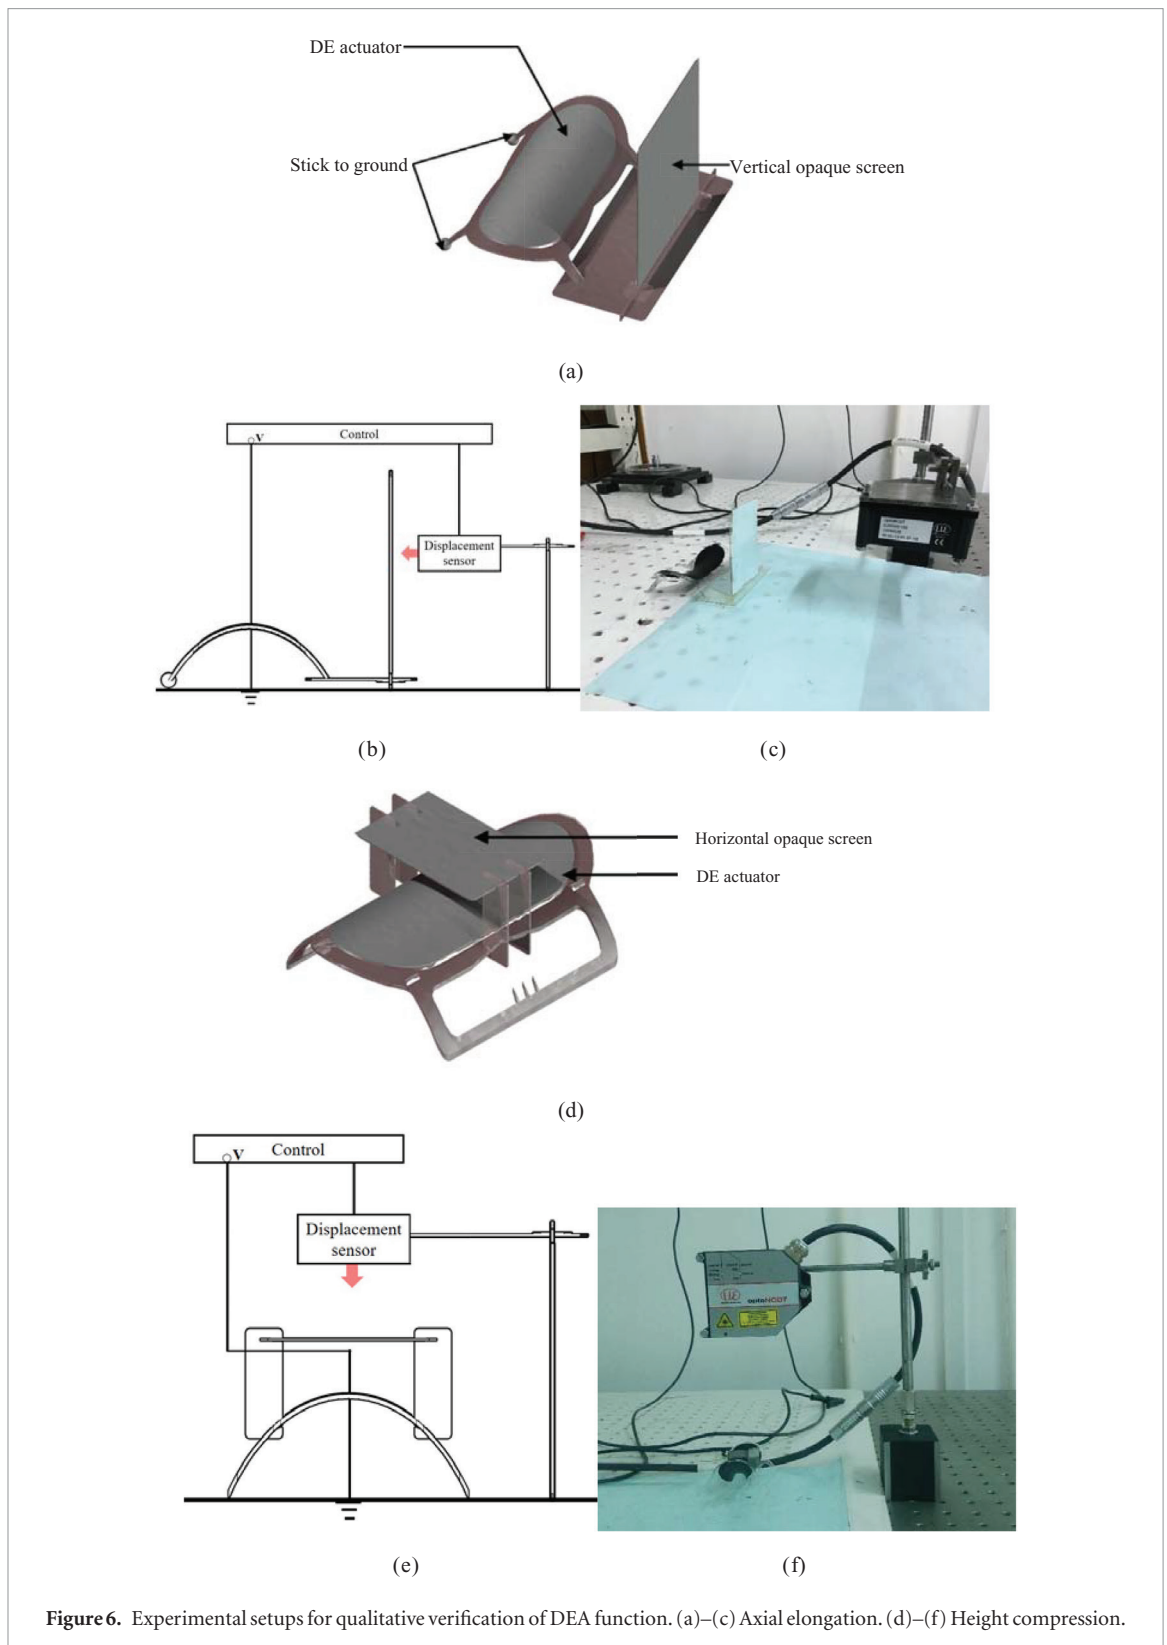 DE actuator
Stick to ground
Vertical opaque screen
(a)
Control
V
Displacement
sensor
(b)
(c)
Horizontal opaque screen
DE actuator
(d)
Control
V
Displacement
sensor
optoNCDT
(e)
(f)
Figure 6. Experimental setups for qualitative verification of DEA function. (a)–(c) Axial elongation. (d)–(f) Height compression.